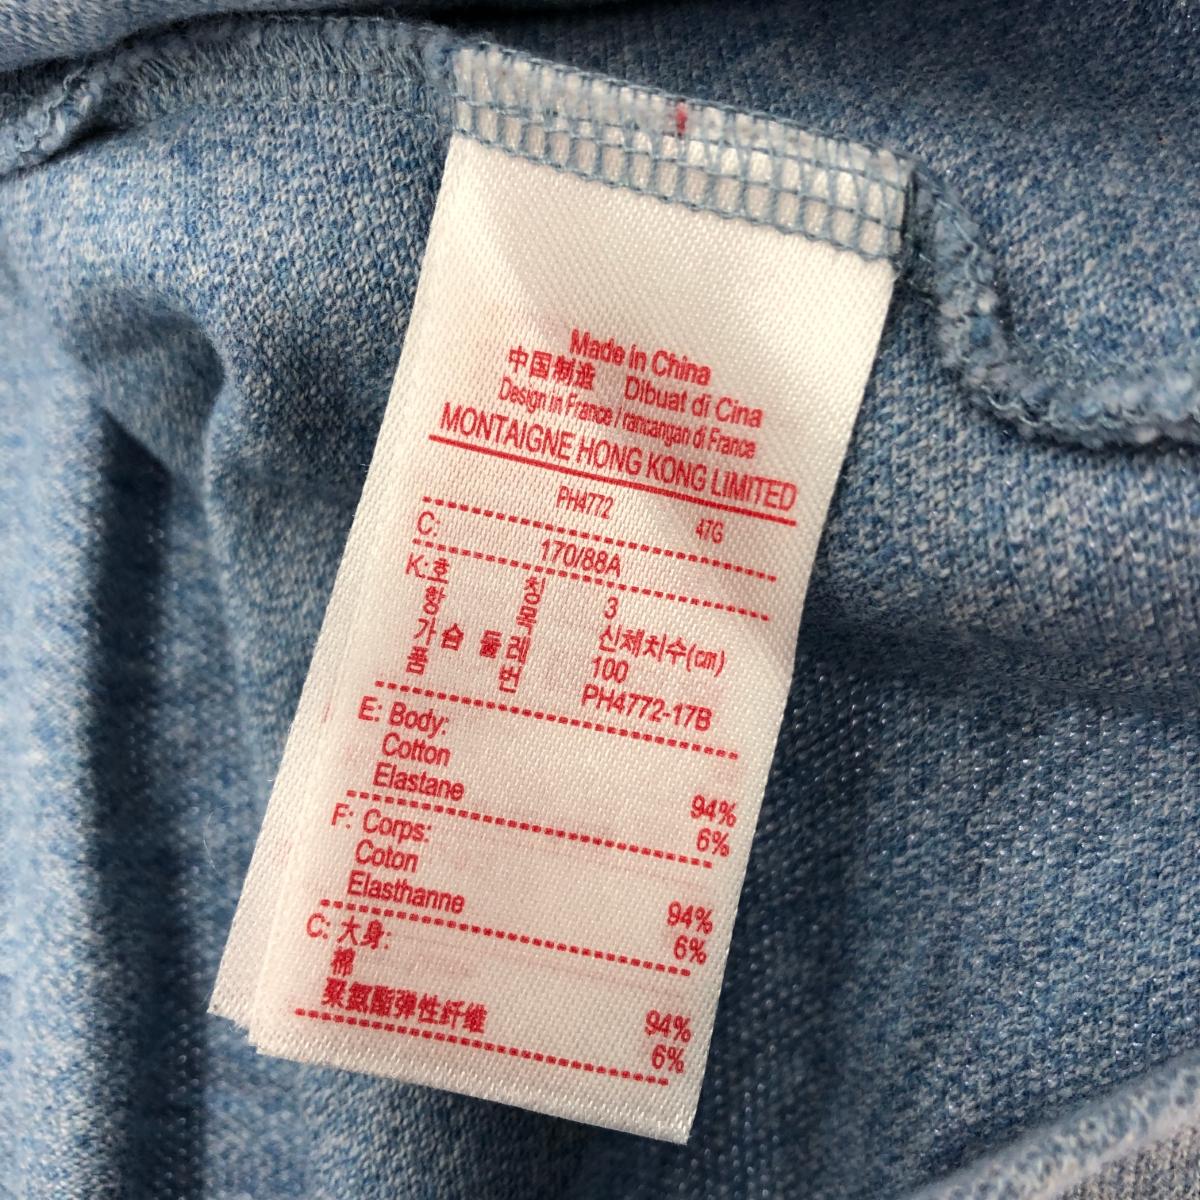 Made in China
中国制造 Dibuat di Cina
Design in France / rancangan di France
MONTAIGNE HONG KONG LIMITED
PH4772 47G
C: 170/88A
K: 호 칭 3
항 목 신체치수(㎝)
가 슴 둘 레 100
품 번 PH4772-17B
E: Body:
Cotton 94%
Elastane 6%
F: Corps:
Coton 94%
Elasthanne 6%
C: 大身:
棉 94%
聚氨酯弹性纤维 6%